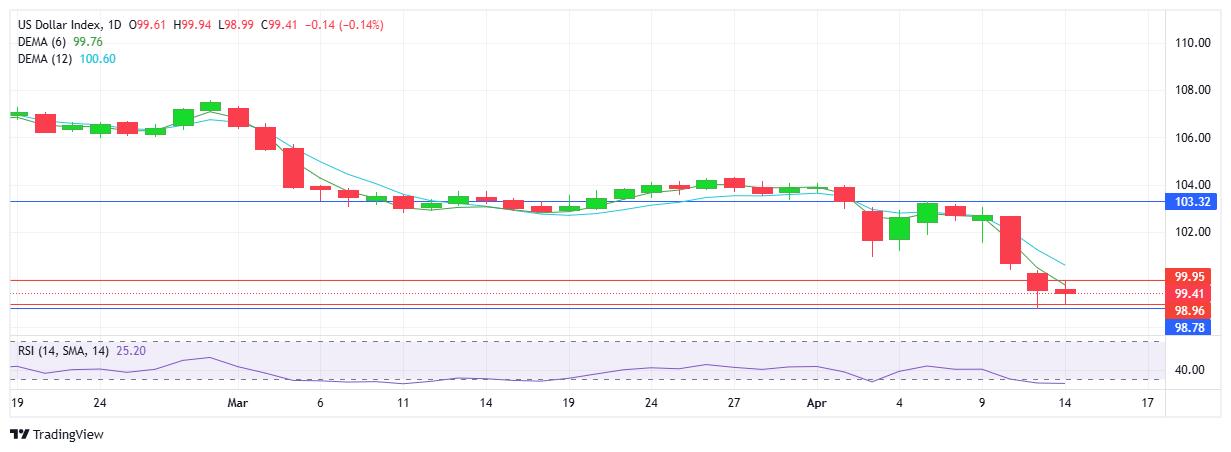 US Dollar Index, 1D O99.61 H99.94 L98.99 C99.41 −0.14 (−0.14%)
DEMA (6) 99.76
DEMA (12) 100.60
110.00
108.00
106.00
104.00
103.32
102.00
99.95
99.41
98.96
98.78
RSI (14, SMA, 14) 25.20
40.00
19 24 Mar 6 11 14 19 24 27 Apr 4 9 14 17
TradingView